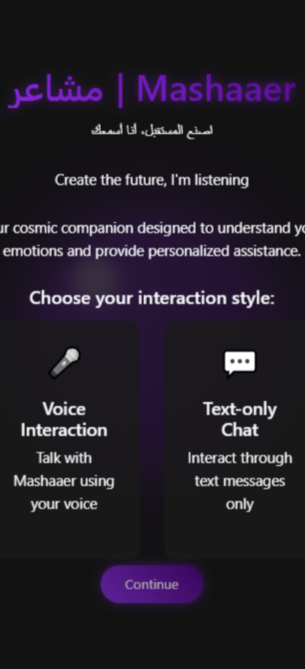 مشاعر | Mashaaer
اصنع المستقبل، أنا أسمعك
Create the future, I'm listening
ur cosmic companion designed to understand yo
emotions and provide personalized assistance.
Choose your interaction style:
Voice
Interaction
Talk with
Mashaaer using
your voice
Text-only
Chat
Interact through
text messages
only
Continue